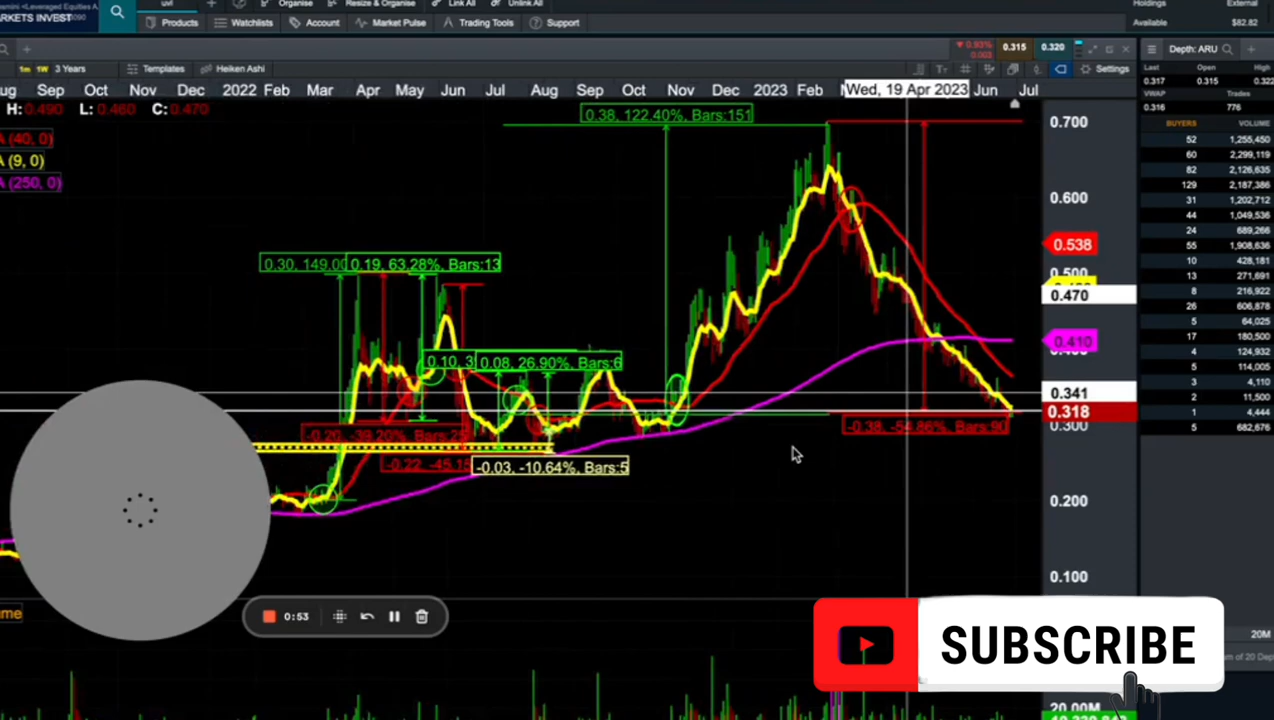 MARKETS INVEST
uvl
Organise
Resize & Organise
Link All
Unlink All
Holdings
External
Products
Watchlists
Account
Market Pulse
Trading Tools
Support
Available
$82.82
0.93%
0.003
0.315
0.320
Depth: ARU
1m 1W 3 Years
Templates
Heiken Ashi
Settings
Last
Open
High
0.317
0.315
0.322
VWAP
Trades
0.316
776
BUYERS
VOLUME
Sep Oct Nov Dec 2022 Feb Mar Apr May Jun Jul Aug Sep Oct Nov Dec 2023 Feb
Wed, 19 Apr 2023
Jun Jul
H: 0.490 L: 0.460 C: 0.470
A (40, 0)
A (9, 0)
A (250, 0)
0.38, 122.40%, Bars:151
0.30, 149.00
0.19, 63.28%, Bars:13
0.10, 3
0.08, 26.90%, Bars:6
-0.20, -39.20%, Bars:25
-0.22, -45.15
-0.03, -10.64%, Bars:5
-0.38, -54.86%, Bars:90
0.700
0.600
0.538
0.500
0.470
0.410
0.400
0.341
0.318
0.300
0.200
0.100
52 1,255,450
60 2,299,119
82 2,126,635
129 2,187,386
31 1,202,712
44 1,049,536
24 689,266
55 1,908,636
10 428,181
13 271,691
8 216,922
26 606,878
5 64,025
17 180,500
4 124,932
5 114,005
3 4,110
2 11,500
1 4,444
5 682,676
0:53
SUBSCRIBE
20M
20.00M